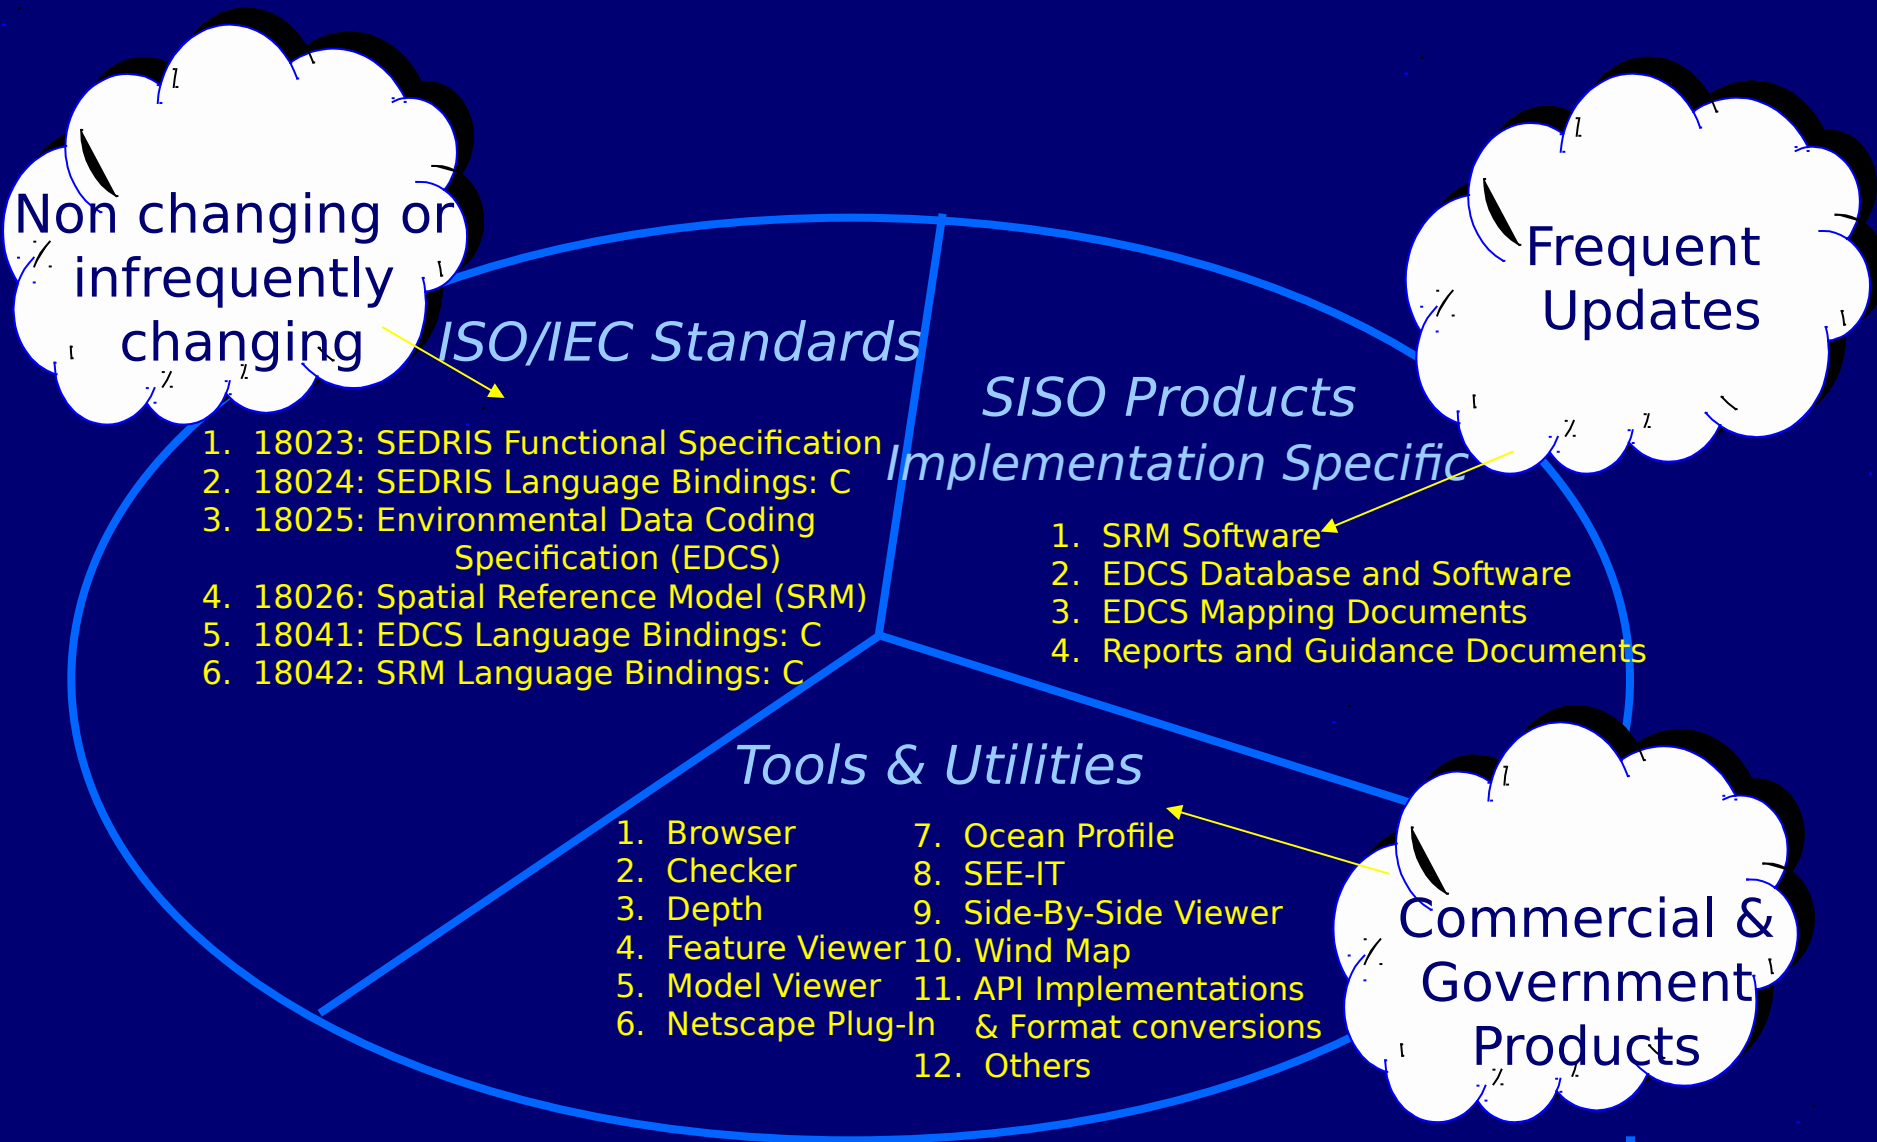 Non changing or
infrequently
changing
Frequent
Updates
ISO/IEC Standards
1. 18023: SEDRIS Functional Specification
2. 18024: SEDRIS Language Bindings: C
3. 18025: Environmental Data Coding
Specification (EDCS)
4. 18026: Spatial Reference Model (SRM)
5. 18041: EDCS Language Bindings: C
6. 18042: SRM Language Bindings: C
SISO Products
Implementation Specific
1. SRM Software
2. EDCS Database and Software
3. EDCS Mapping Documents
4. Reports and Guidance Documents
Tools & Utilities
1. Browser
2. Checker
3. Depth
4. Feature Viewer
5. Model Viewer
6. Netscape Plug-In
7. Ocean Profile
8. SEE-IT
9. Side-By-Side Viewer
10. Wind Map
11. API Implementations
& Format conversions
12. Others
Commercial &
Government
Products